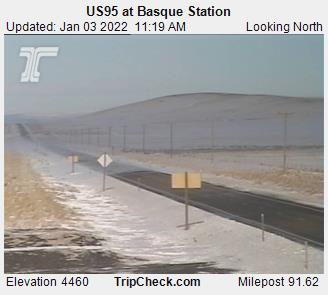 US95 at Basque Station
Updated: Jan 03 2022 11:19 AM Looking North
Elevation 4460 TripCheck.com Milepost 91.62